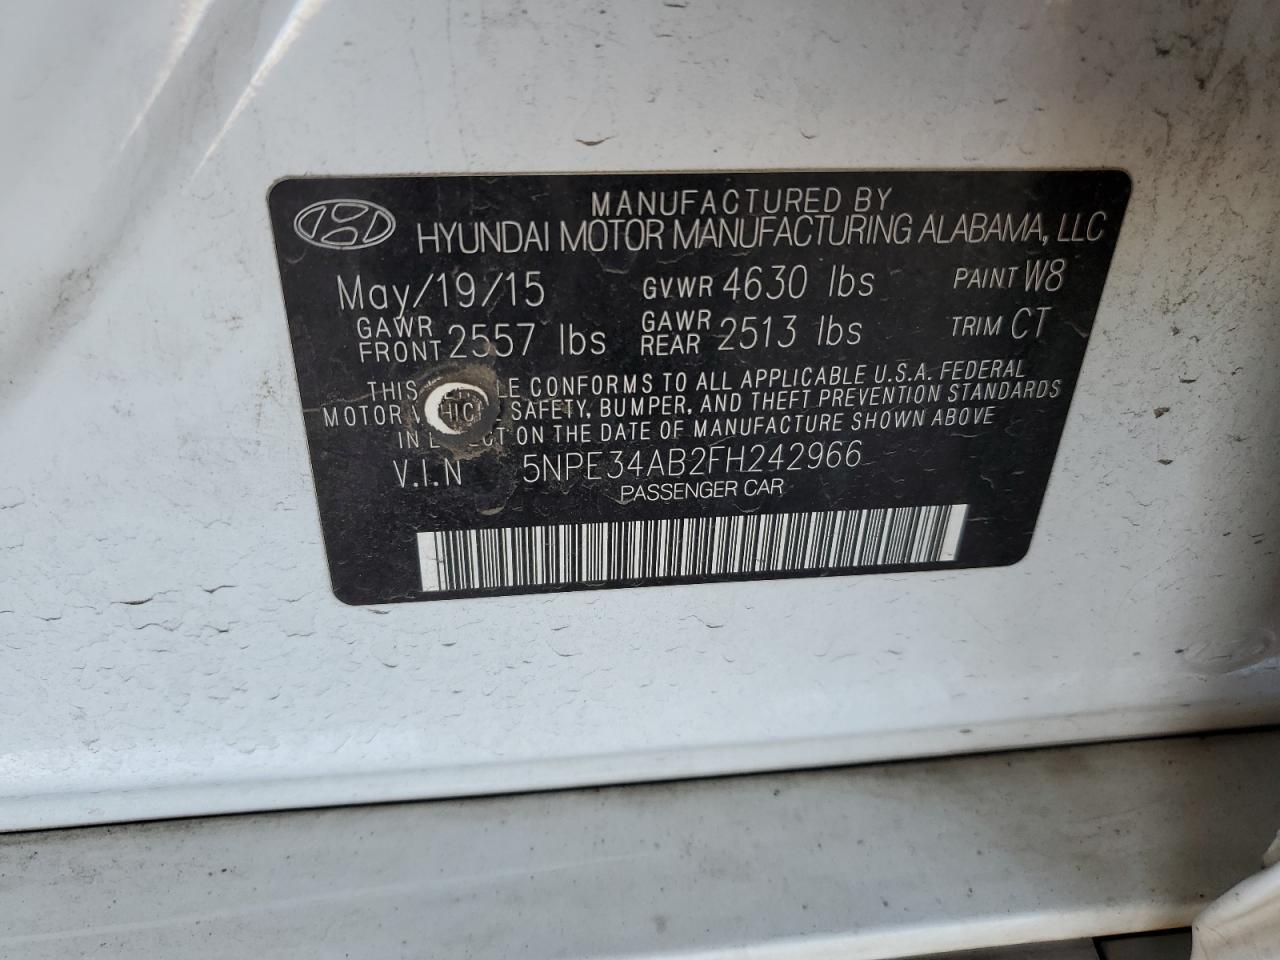 MANUFACTURED BY
HYUNDAI MOTOR MANUFACTURING ALABAMA, LLC
May/19/15 GVWR 4630 lbs PAINT W8
GAWR FRONT 2557 lbs GAWR REAR 2513 lbs TRIM CT
THIS CONFORMS TO ALL APPLICABLE U.S.A. FEDERAL
MOTOR SAFETY, BUMPER, AND THEFT PREVENTION STANDARDS
IN ON THE DATE OF MANUFACTURE SHOWN ABOVE
V.I.N 5NPE34AB2FH242966
PASSENGER CAR